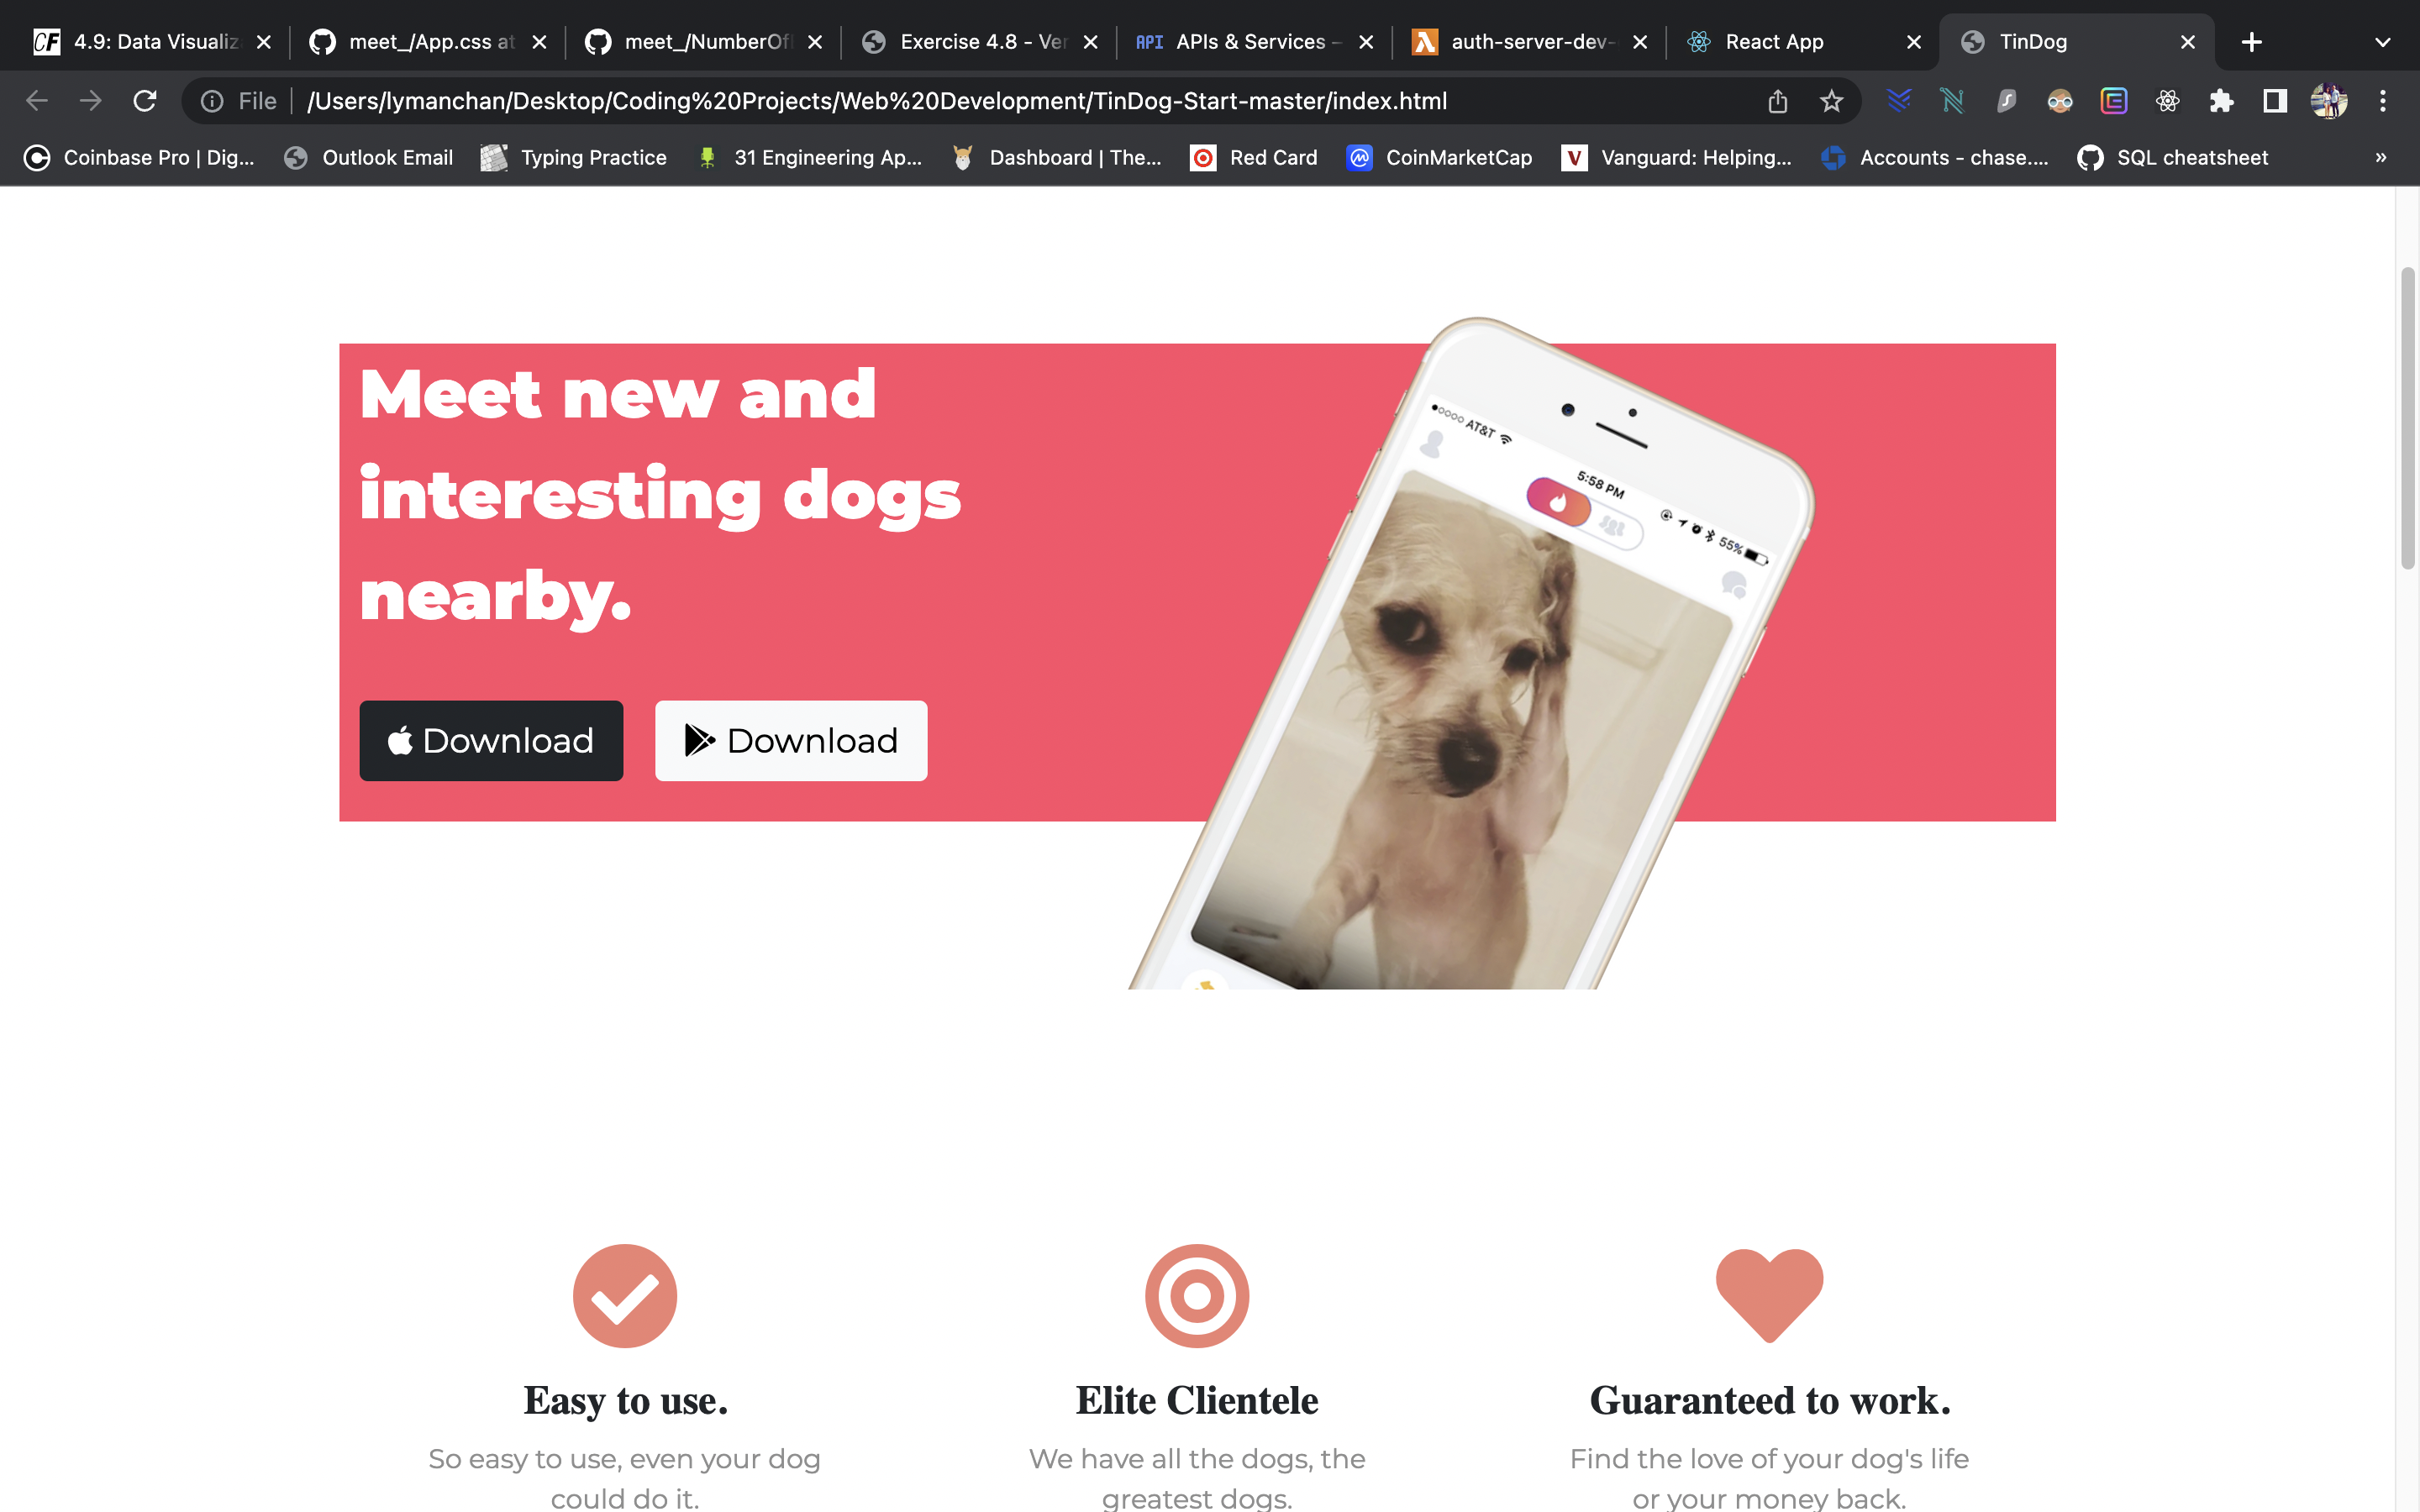 CF 4.9: Data Visualiz
meet_/App.css at
meet_/NumberOf
Exercise 4.8 - Ver
API APIs & Services –
auth-server-dev-
React App
TinDog
File /Users/lymanchan/Desktop/Coding%20Projects/Web%20Development/TinDog-Start-master/index.html
Coinbase Pro | Dig...
Outlook Email
Typing Practice
31 Engineering Ap...
Dashboard | The...
Red Card
CoinMarketCap
Vanguard: Helping...
Accounts - chase....
SQL cheatsheet
»
Meet new and
interesting dogs
nearby.
Download
Download
AT&T
5:58 PM
55%
Easy to use.
So easy to use, even your dog
could do it.
Elite Clientele
We have all the dogs, the
greatest dogs.
Guaranteed to work.
Find the love of your dog's life
or your money back.